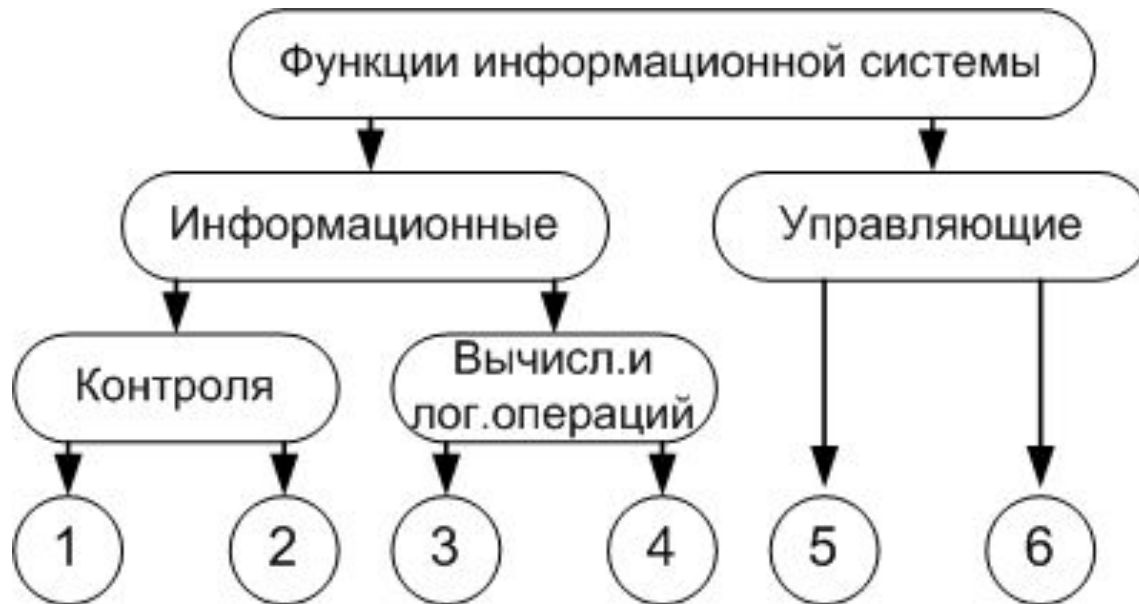 Функции информационной системы
Информационные
Управляющие
Контроля
Вычисл.и
лог.операций
1
2
3
4
5
6